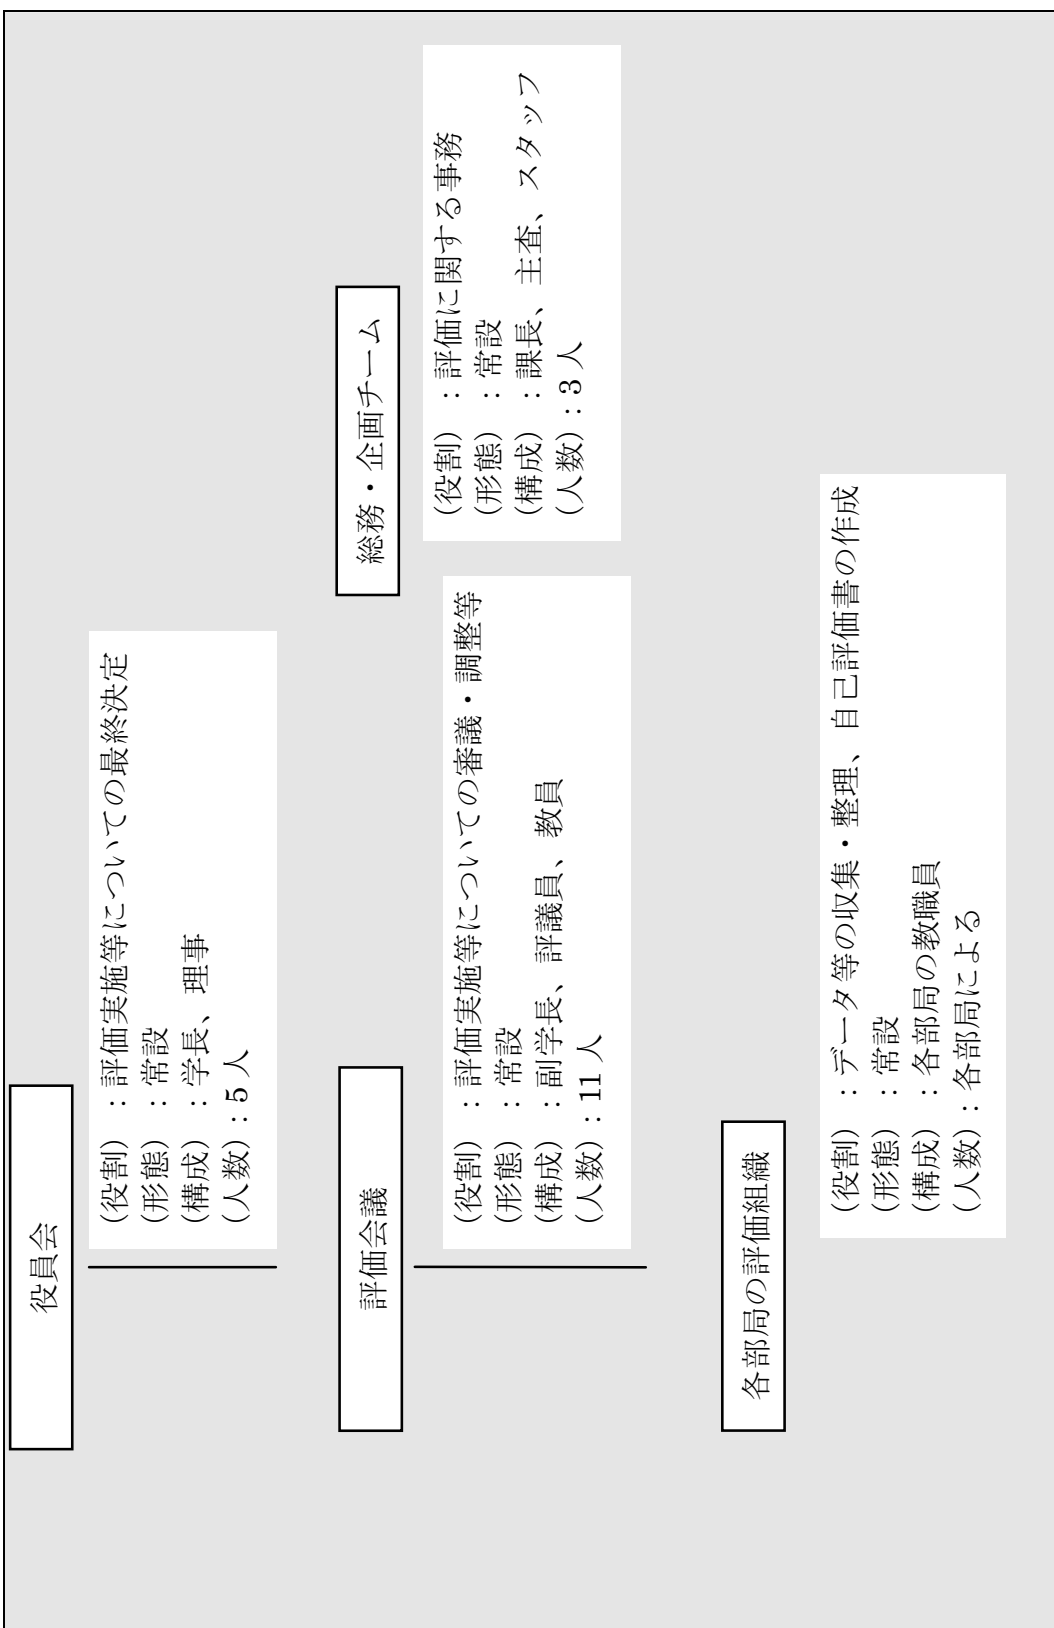 役員会
(役割) : 評価実施等についての最終決定
(形態) : 常設
(構成) : 学長、理事
(人数) : 5 人
評価会議
(役割) : 評価実施等についての審議・調整等
(形態) : 常設
(構成) : 副学長、評議員、教員
(人数) : 11 人
総務・企画チーム
(役割) : 評価に関する事務
(形態) : 常設
(構成) : 課長、主査、スタッフ
(人数) : 3 人
各部局の評価組織
(役割) : データ等の収集・整理、自己評価書の作成
(形態) : 常設
(構成) : 各部局の教職員
(人数) : 各部局による